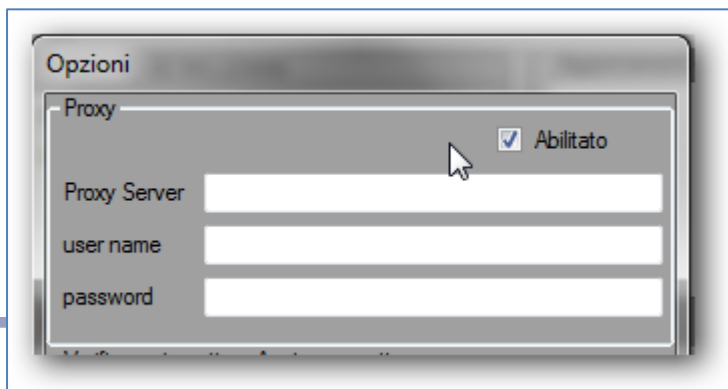 Opzioni
Proxy
Abilitato
Proxy Server
user name
password